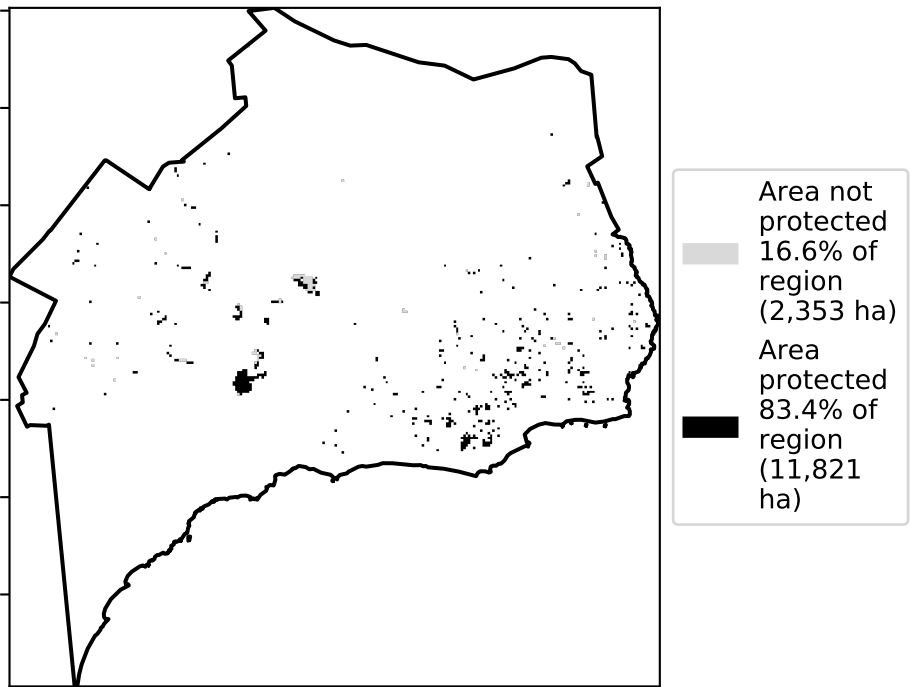 Area not
protected
16.6% of
region
(2,353 ha)
Area
protected
83.4% of
region
(11,821
ha)